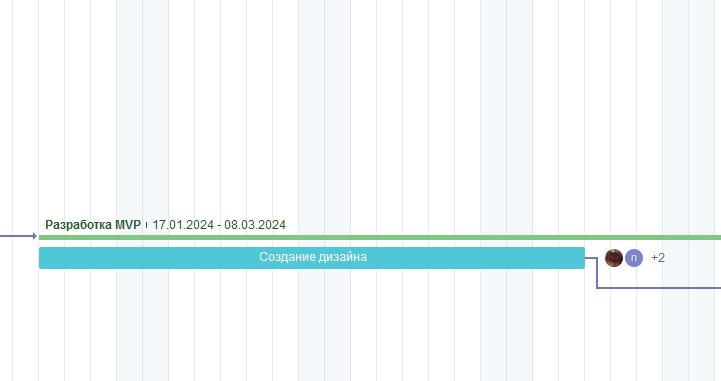 Разработка MVP 17.01.2024 - 08.03.2024
Создание дизайна
П +2